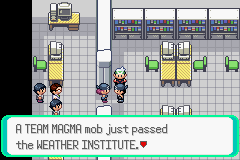 A TEAM MAGMA mob just passed
the WEATHER INSTITUTE.